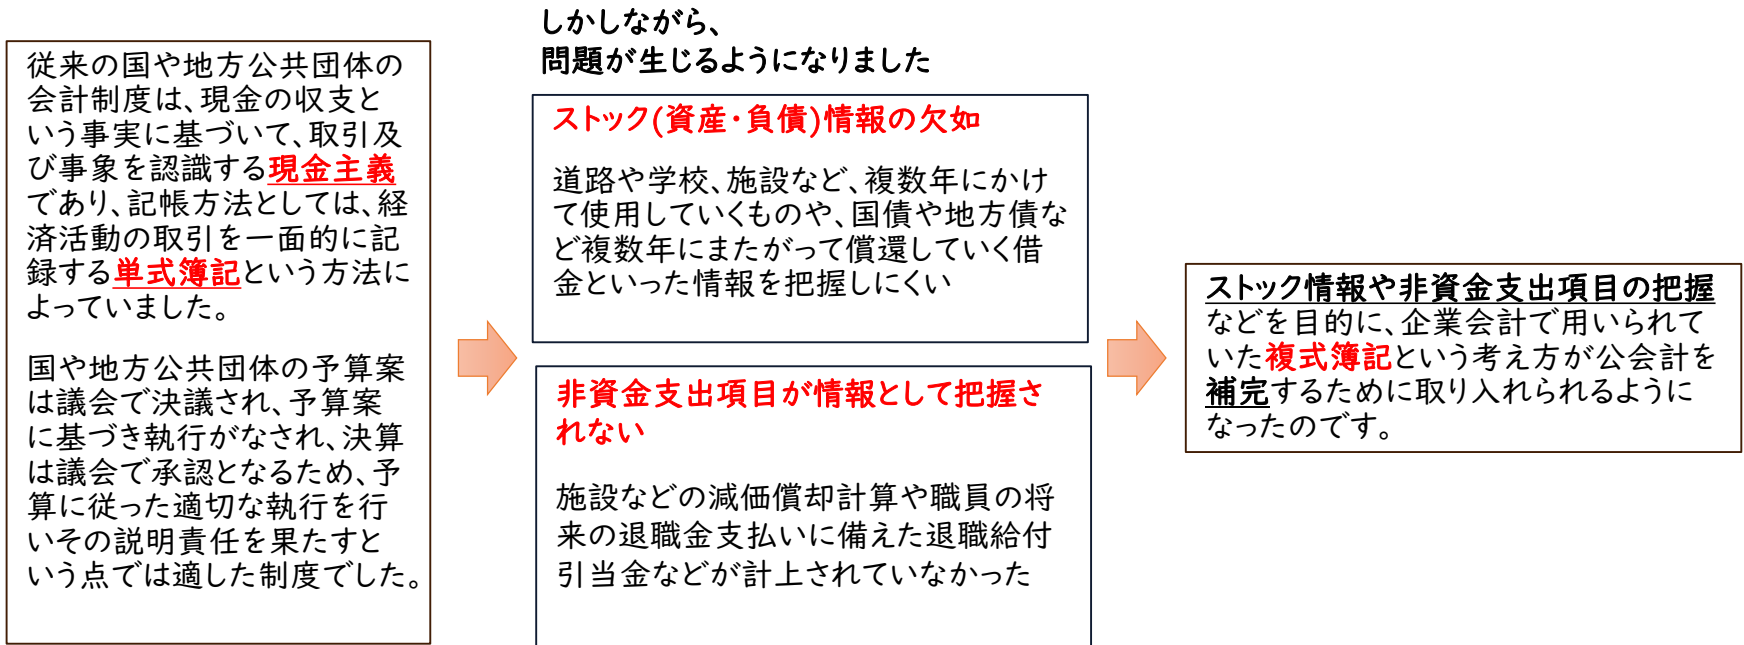 従来の国や地方公共団体の
会計制度は、現金の収支と
いう事実に基づいて、取引及
び事象を認識する現金主義
であり、記帳方法としては、経
済活動の取引を一面的に記
録する単式簿記という方法に
よっていました。
国や地方公共団体の予算案
は議会で決議され、予算案
に基づき執行がなされ、決算
は議会で承認となるため、予
算に従った適切な執行を行
いその説明責任を果たすと
いう点では適した制度でした。
しかしながら、
問題が生じるようになりました
ストック(資産・負債)情報の欠如
道路や学校、施設など、複数年にかけ
て使用していくものや、国債や地方債な
ど複数年にまたがって償還していく借
金といった情報を把握しにくい
非資金支出項目が情報として把握さ
れない
施設などの減価償却計算や職員の将
来の退職金支払いに備えた退職給付
引当金などが計上されていなかった
ストック情報や非資金支出項目の把握
などを目的に、企業会計で用いられて
いた複式簿記という考え方が公会計を
補完するために取り入れられるように
なったのです。